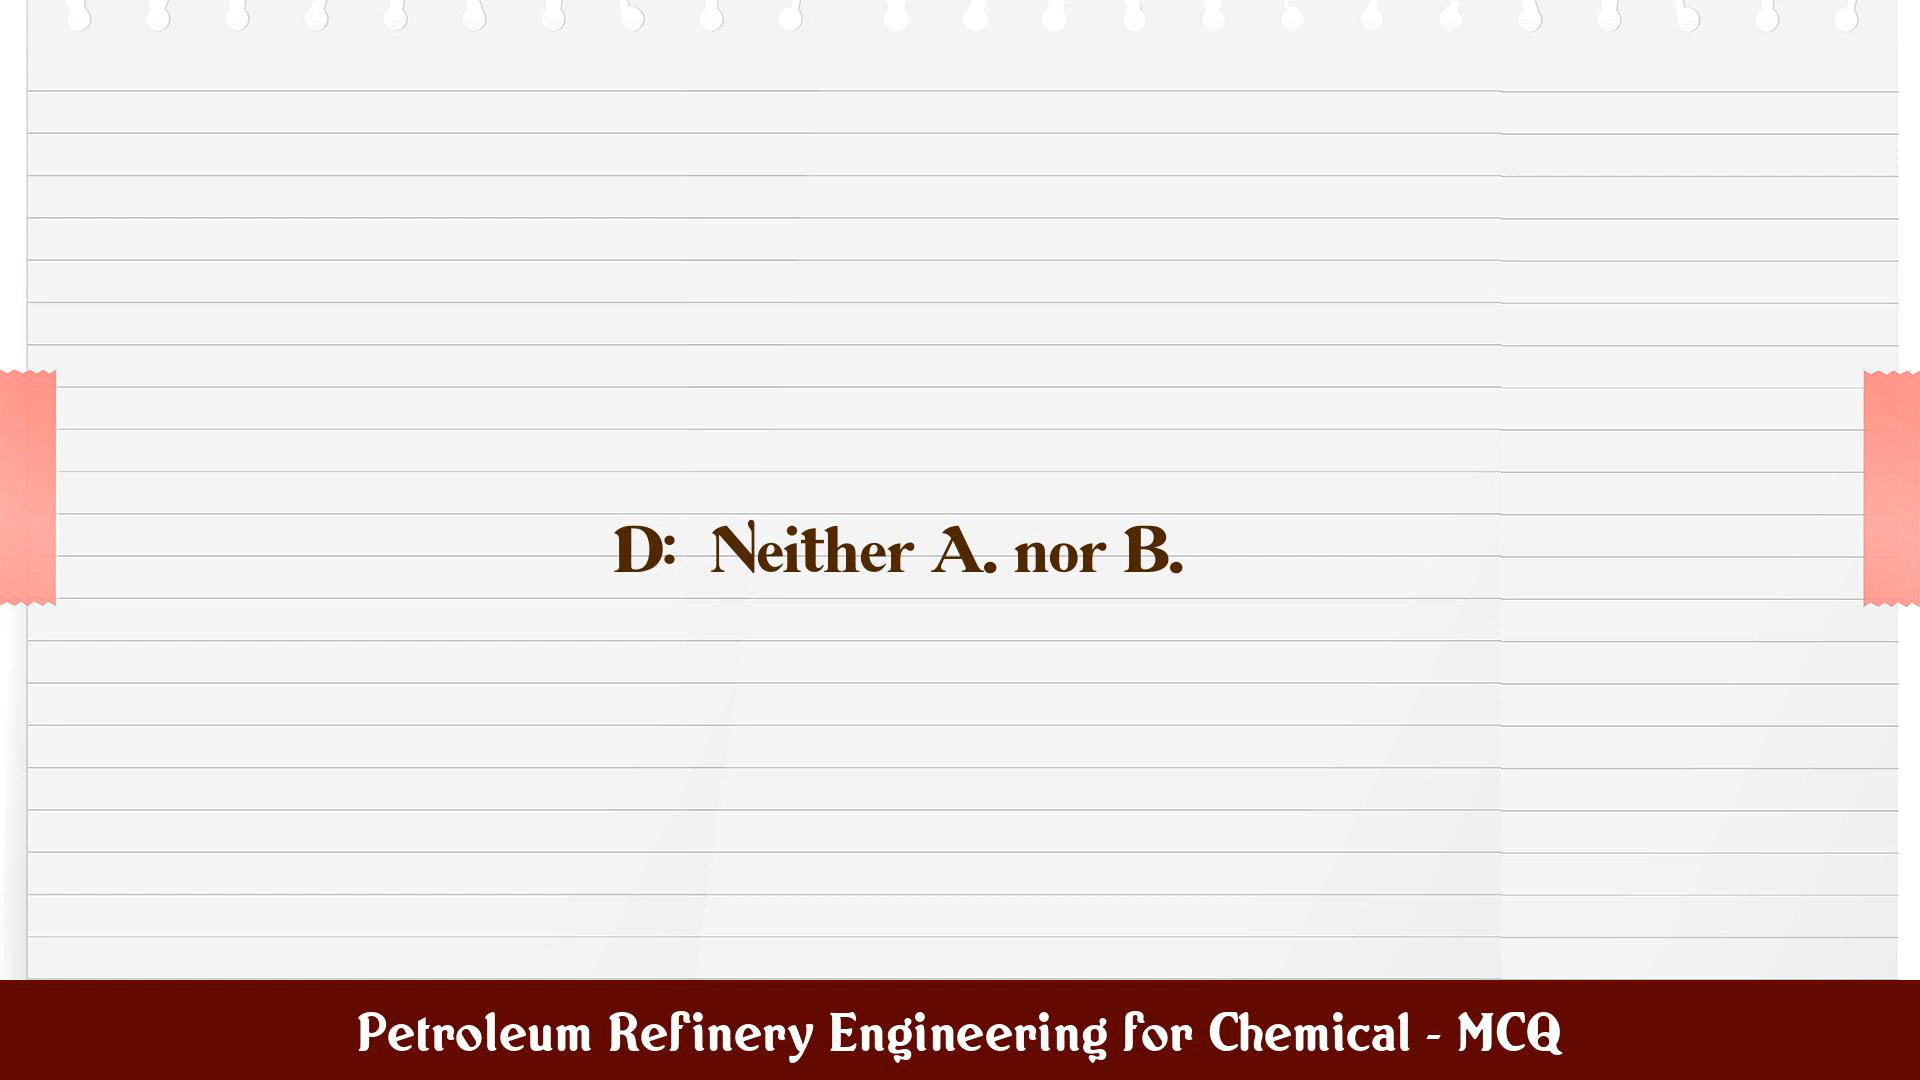 D:  Neither A. nor B.
Petroleum Refinery Engineering for Chemical - MCQ